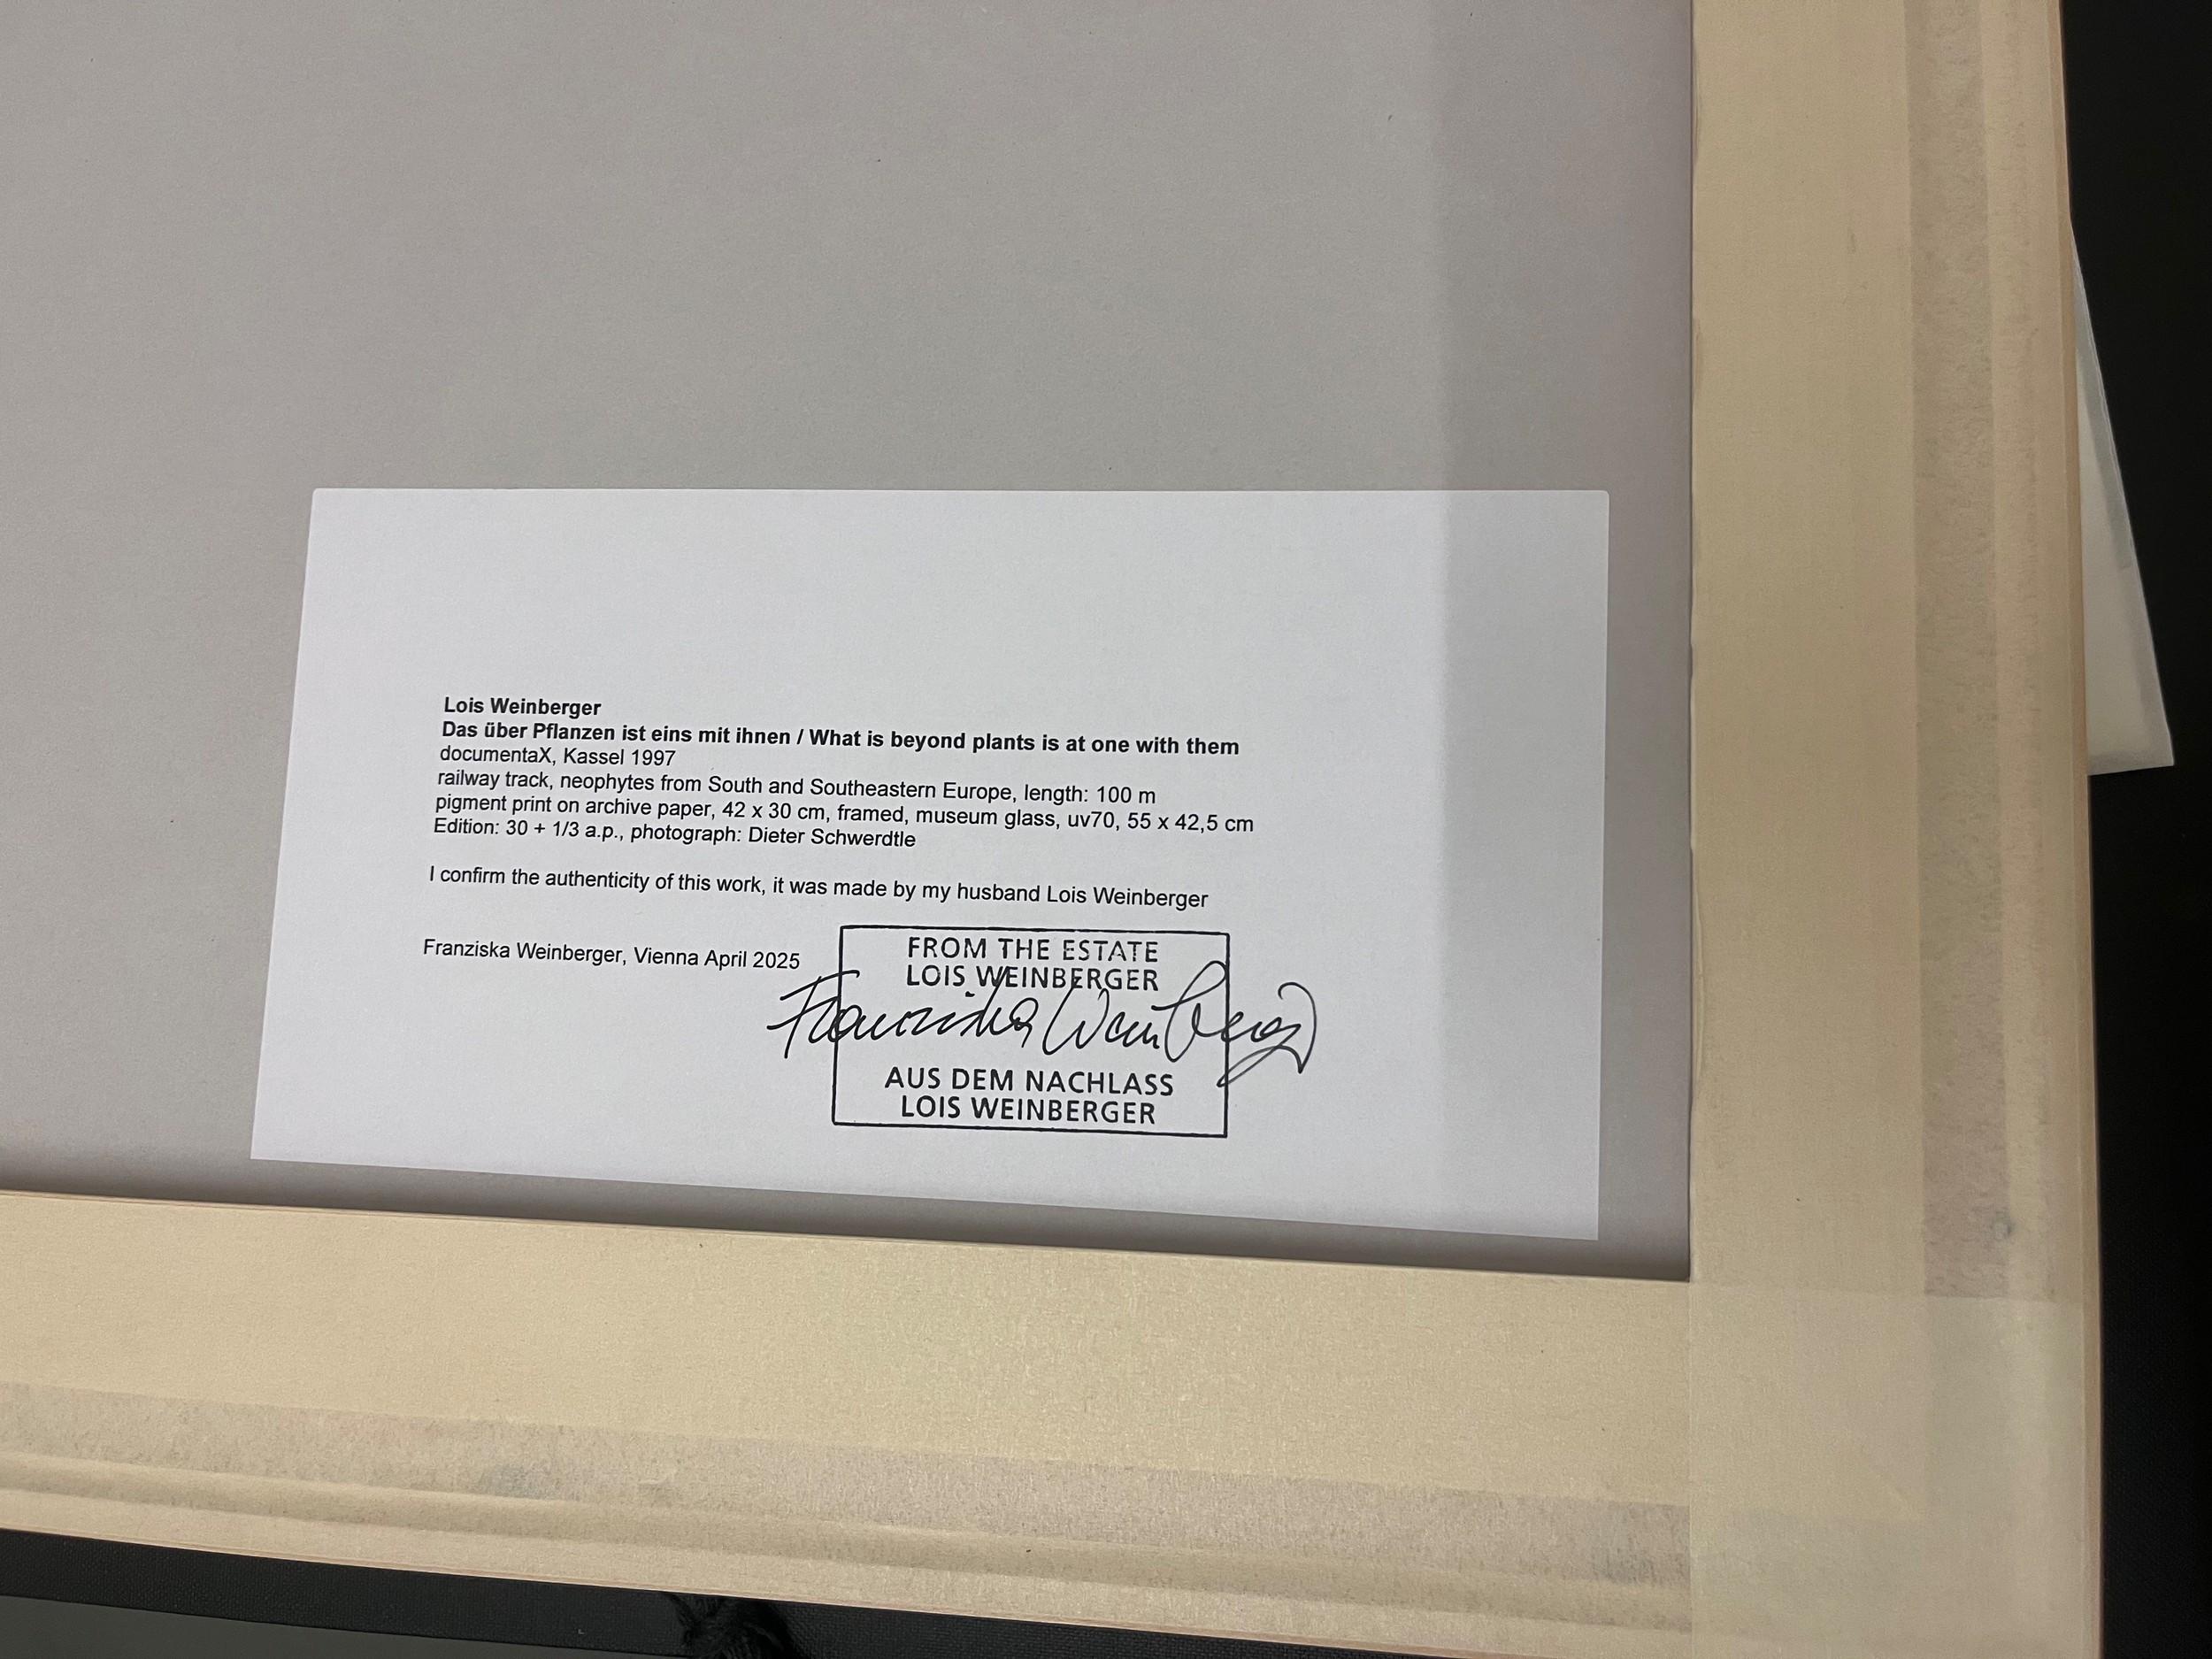 Lois Weinberger
Das über Pflanzen ist eins mit ihnen / What is beyond plants is at one with them
documentaX, Kassel 1997
railway track, neophytes from South and Southeastern Europe, length: 100 m
pigment print on archive paper, 42 x 30 cm, framed, museum glass, uv70, 55 x 42,5 cm
Edition: 30 + 1/3 a.p., photograph: Dieter Schwerdtle
I confirm the authenticity of this work, it was made by my husband Lois Weinberger
Franziska Weinberger, Vienna April 2025
FROM THE ESTATE
LOIS WEINBERGER
Franziska Weinberger
AUS DEM NACHLASS
LOIS WEINBERGER